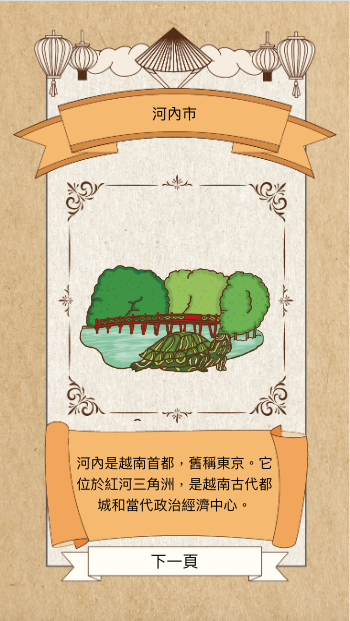 河內市
河內是越南首都，舊稱東京。它
位於紅河三角洲，是越南古代都
城和當代政治經濟中心。
下一頁